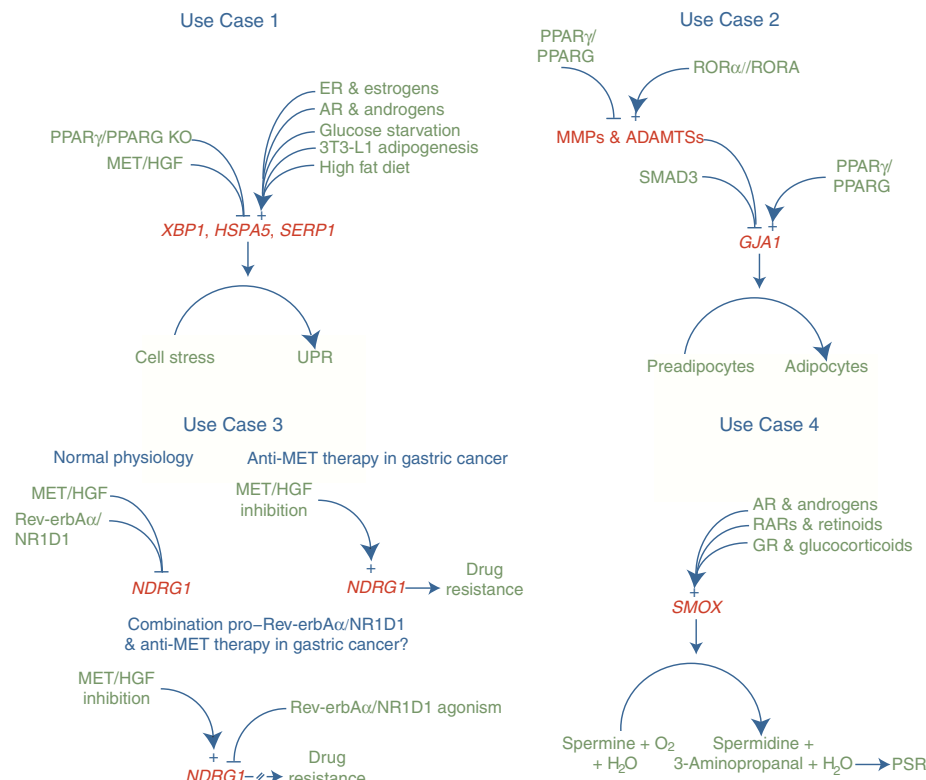 Use Case 1
ER & estrogens
AR & androgens
Glucose starvation
3T3-L1 adipogenesis
High fat diet
PPARγ/PPARG KO
MET/HGF
+
XBP1, HSPA5, SERP1
Cell stress
UPR
Use Case 2
PPARγ/
PPARG
RORα//RORA
+
MMPs & ADAMTSs
SMAD3
PPARγ/
PPARG
+
GJA1
Preadipocytes
Adipocytes
Use Case 3
Normal physiology
MET/HGF
Rev-erbAα/
NR1D1
NDRG1
Anti-MET therapy in gastric cancer
MET/HGF
inhibition
+
NDRG1
Drug
resistance
Combination pro–Rev-erbAα/NR1D1
& anti-MET therapy in gastric cancer?
MET/HGF
inhibition
Rev-erbAα/NR1D1 agonism
+
NDRG1
Drug
resistance
Use Case 4
AR & androgens
RARs & retinoids
GR & glucocorticoids
+
SMOX
Spermine + O2
+ H2O
Spermidine +
3-Aminopropanal + H2O
PSR